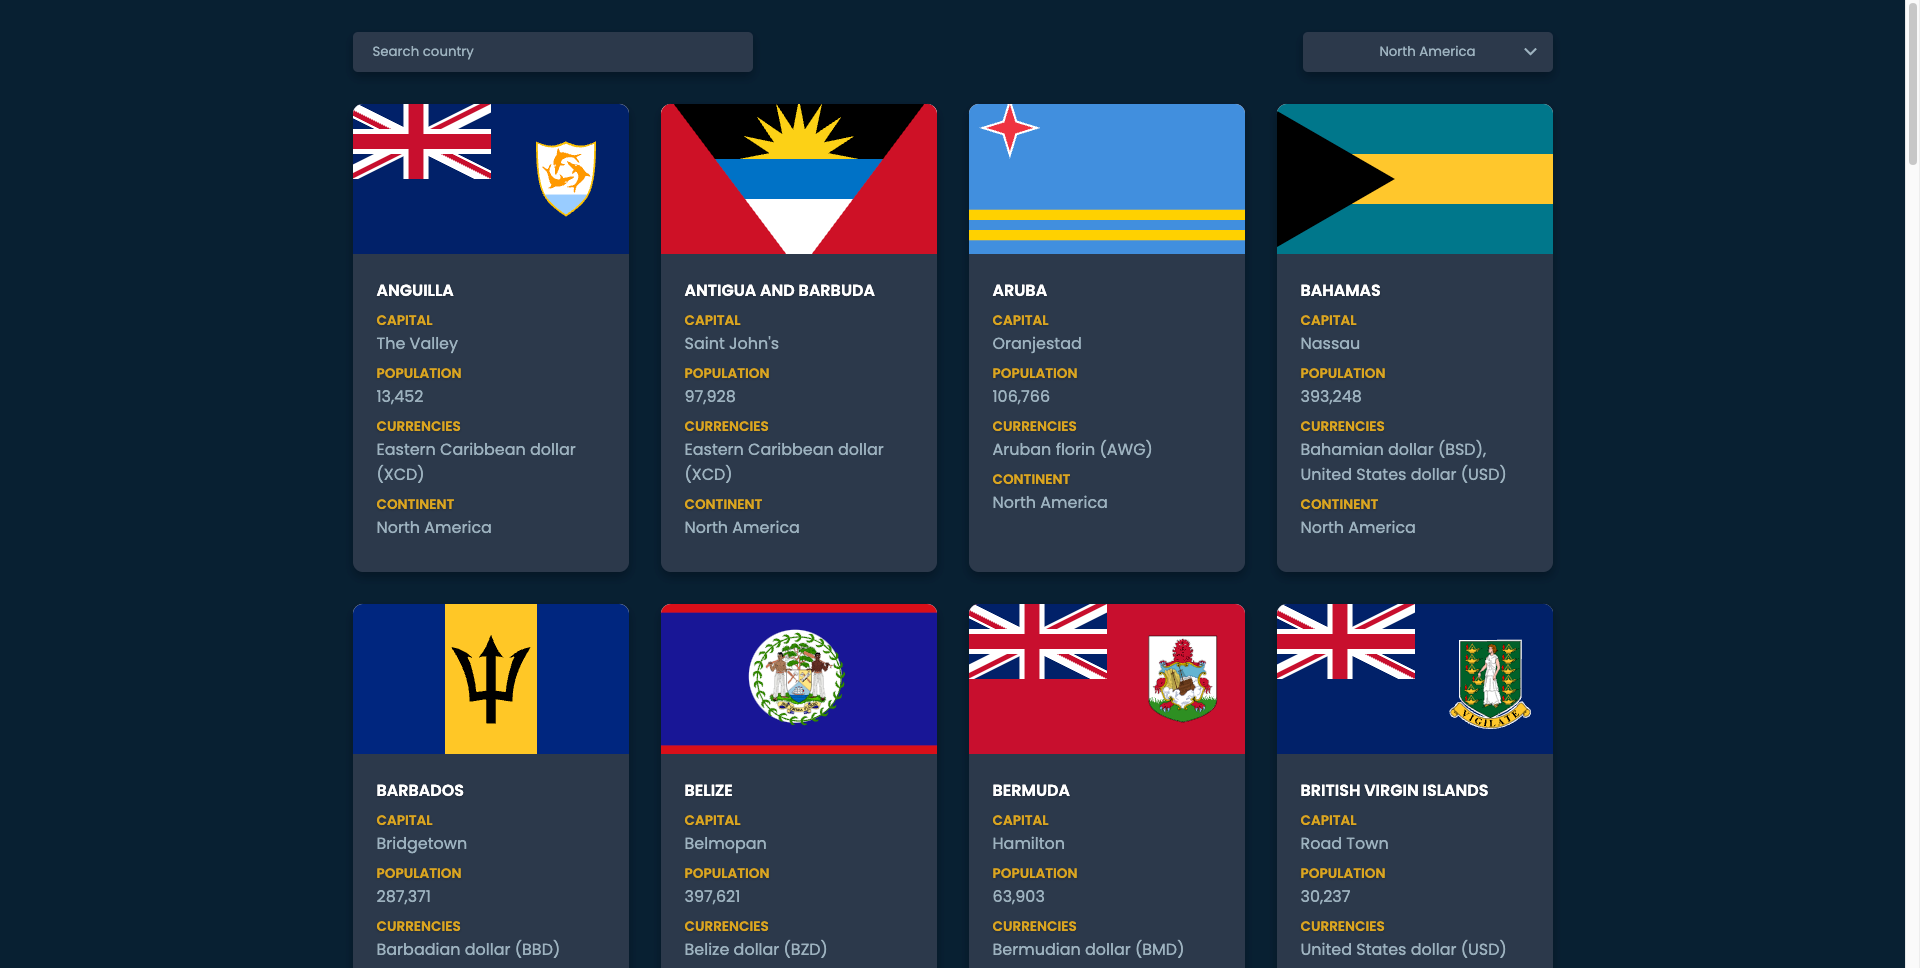 Search country
North America
ANGUILLA
CAPITAL
The Valley
POPULATION
13,452
CURRENCIES
Eastern Caribbean dollar
(XCD)
CONTINENT
North America
ANTIGUA AND BARBUDA
CAPITAL
Saint John's
POPULATION
97,928
CURRENCIES
Eastern Caribbean dollar
(XCD)
CONTINENT
North America
ARUBA
CAPITAL
Oranjestad
POPULATION
106,766
CURRENCIES
Aruban florin (AWG)
CONTINENT
North America
BAHAMAS
CAPITAL
Nassau
POPULATION
393,248
CURRENCIES
Bahamian dollar (BSD),
United States dollar (USD)
CONTINENT
North America
BARBADOS
CAPITAL
Bridgetown
POPULATION
287,371
CURRENCIES
Barbadian dollar (BBD)
BELIZE
CAPITAL
Belmopan
POPULATION
397,621
CURRENCIES
Belize dollar (BZD)
BERMUDA
CAPITAL
Hamilton
POPULATION
63,903
CURRENCIES
Bermudian dollar (BMD)
VIGILATE
BRITISH VIRGIN ISLANDS
CAPITAL
Road Town
POPULATION
30,237
CURRENCIES
United States dollar (USD)